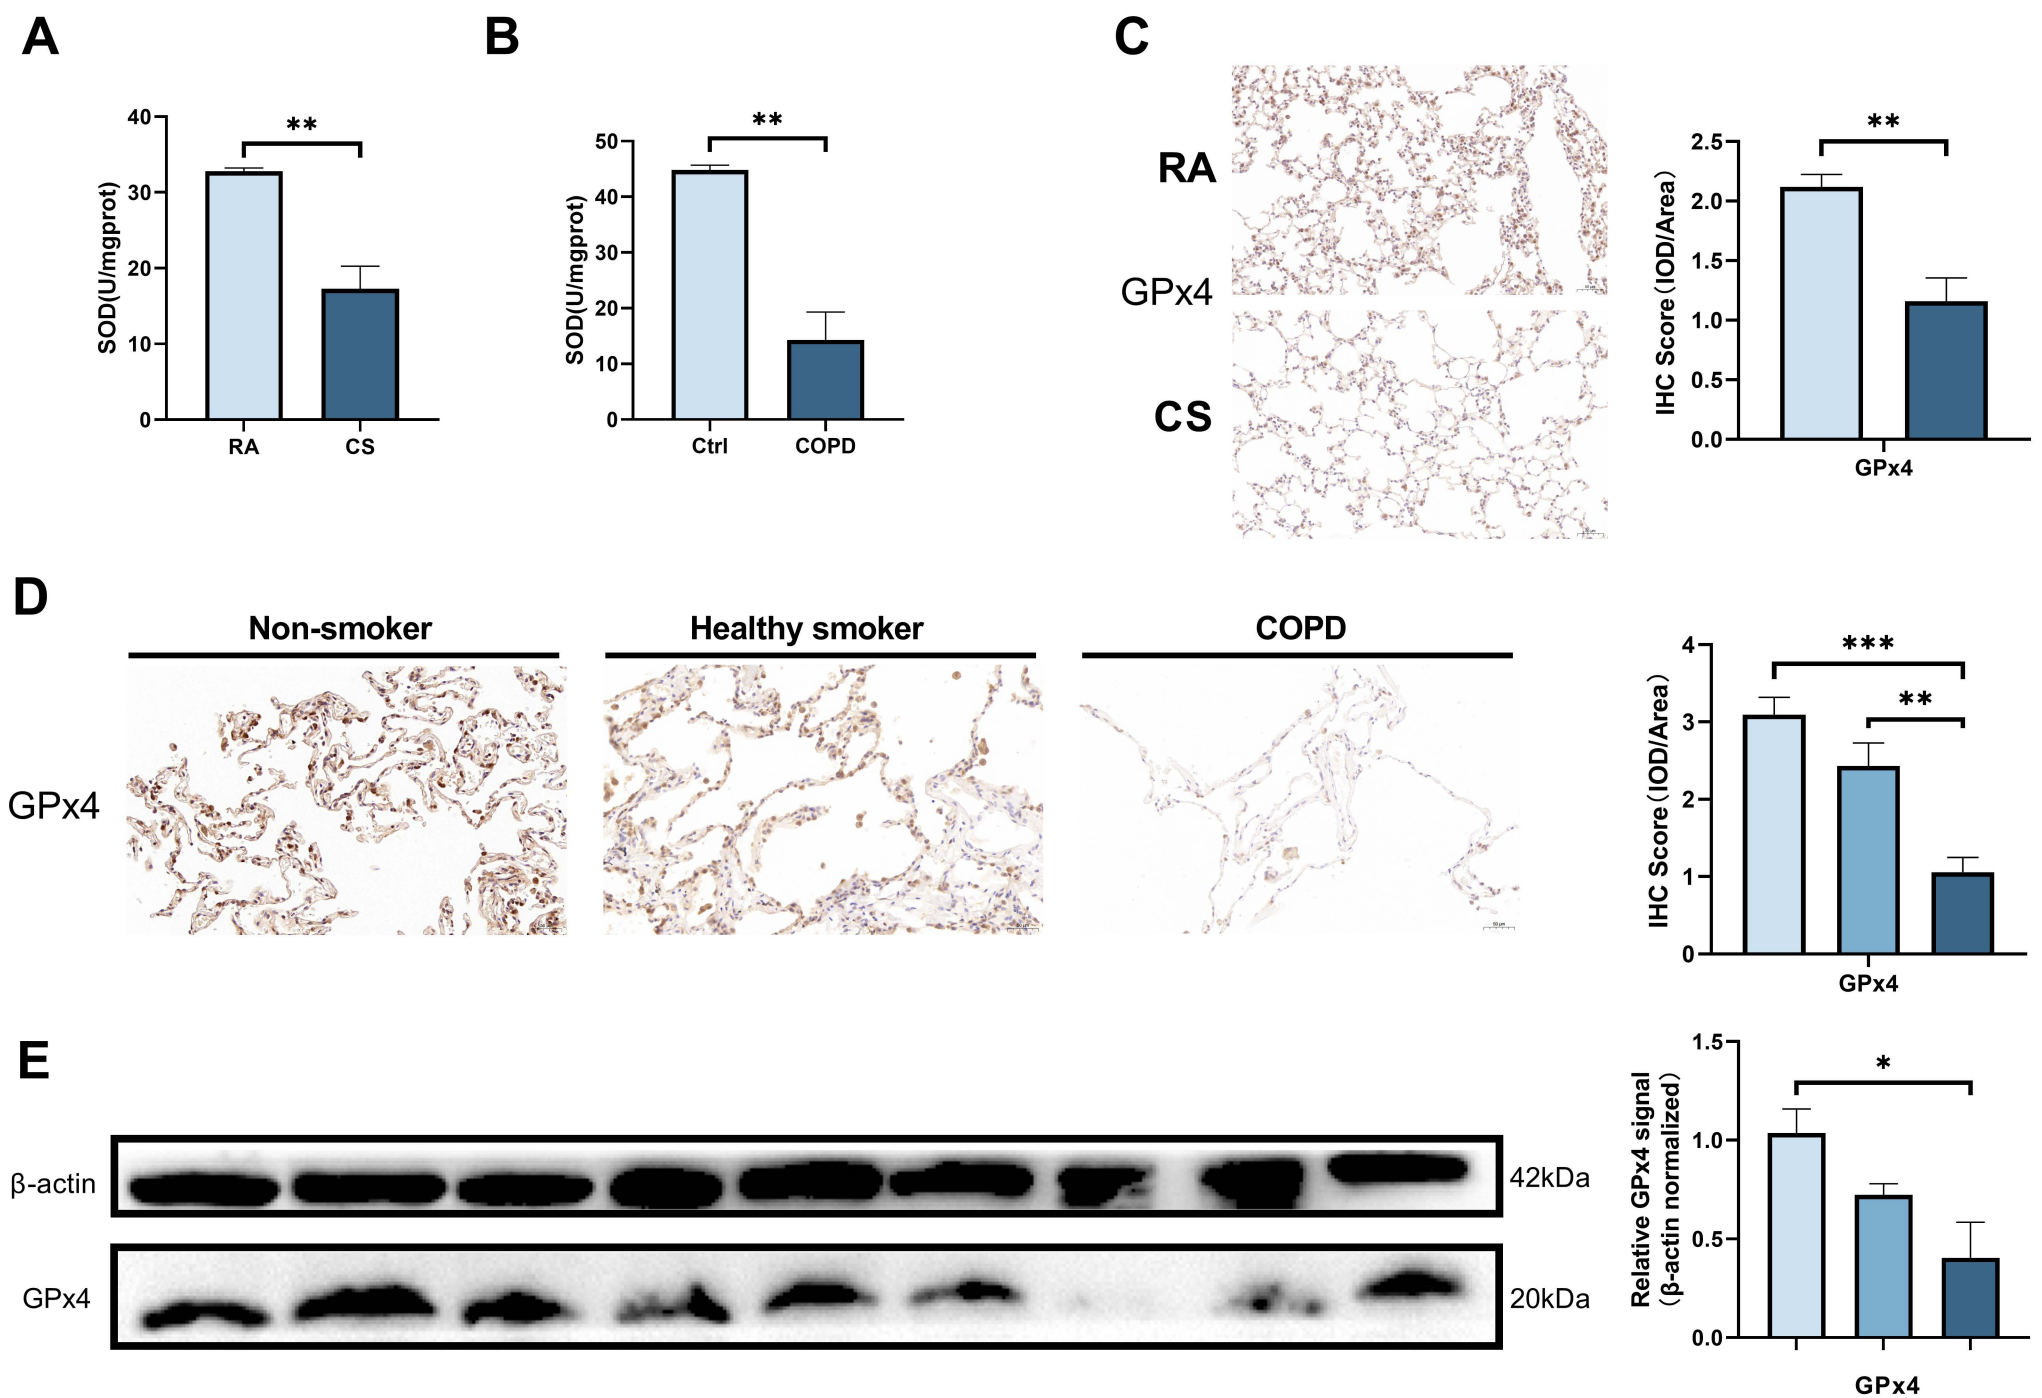 A
40
30
20
10
0
SOD(U/mgprot)
**
RA
CS
B
50
40
30
20
10
0
SOD(U/mgprot)
**
Ctrl
COPD
C
RA
GPx4
CS
2.5
2.0
1.5
1.0
0.5
0.0
IHC Score(IOD/Area)
**
GPx4
D
Non-smoker
Healthy smoker
COPD
GPx4
50 μm
4
3
2
1
0
IHC Score(IOD/Area)
***
**
GPx4
E
β-actin
42kDa
GPx4
20kDa
1.5
1.0
0.5
0.0
Relative GPx4 signal
(β-actin normalized)
*
GPx4